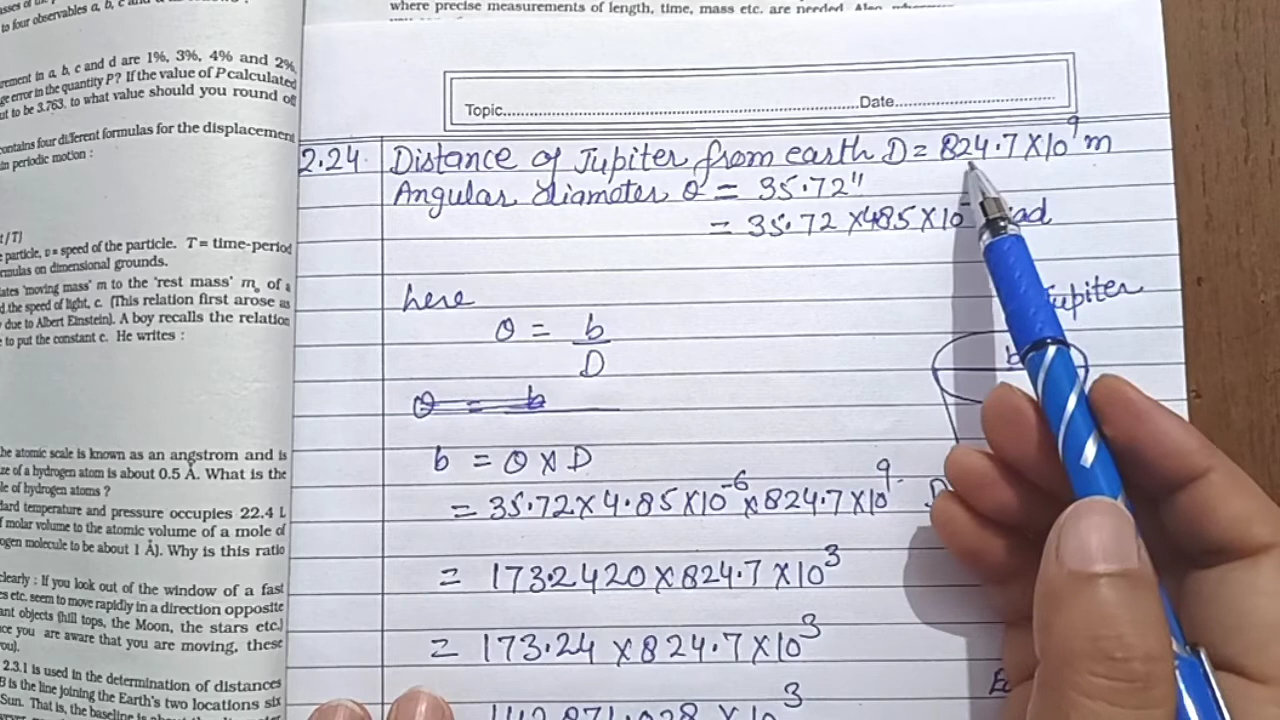 to four observables a, b, c and d
rement in a, b, c and d are 1%, 3%, 4% and 2%,
ge error in the quantity P? If the value of P calculated
ut to be 3.763, to what value should you round of
contains four different formulas for the displacement
in periodic motion :
t/T)
particle, v = speed of the particle. T = time-period
rmulas on dimensional grounds.
lates 'moving mass' m to the 'rest mass' m₀ of a
d the speed of light, c. (This relation first arose as
due to Albert Einstein). A boy recalls the relation
to put the constant c. He writes :
he atomic scale is known as an angstrom and is
ze of a hydrogen atom is about 0.5 Å. What is the
le of hydrogen atoms ?
dard temperature and pressure occupies 22.4 L
f molar volume to the atomic volume of a mole of
ogen molecule to be about 1 Å). Why is this ratio
clearly : If you look out of the window of a fast
es etc. seem to move rapidly in a direction opposite
ant objects (hill tops, the Moon, the stars etc.)
ce you are aware that you are moving, these
you).
2.3.1 is used in the determination of distances
B is the line joining the Earth's two locations six
Sun. That is, the baseline is
where precise measurements of length, time, mass etc. are needed.
Topic.....Date.....
2.24. Distance of Jupiter from earth D = 824.7 X 10⁹ m
Angular diameter θ = 35.72"
= 35.72 X 485 X 10⁻ rad
here
θ = b/D
θ = b
b = θ X D
= 35.72 X 4.85 X 10⁻⁶ X 824.7 X 10⁹
= 173.2420 X 824.7 X 10³
= 173.24 X 824.7 X 10³
Jupiter
b
D